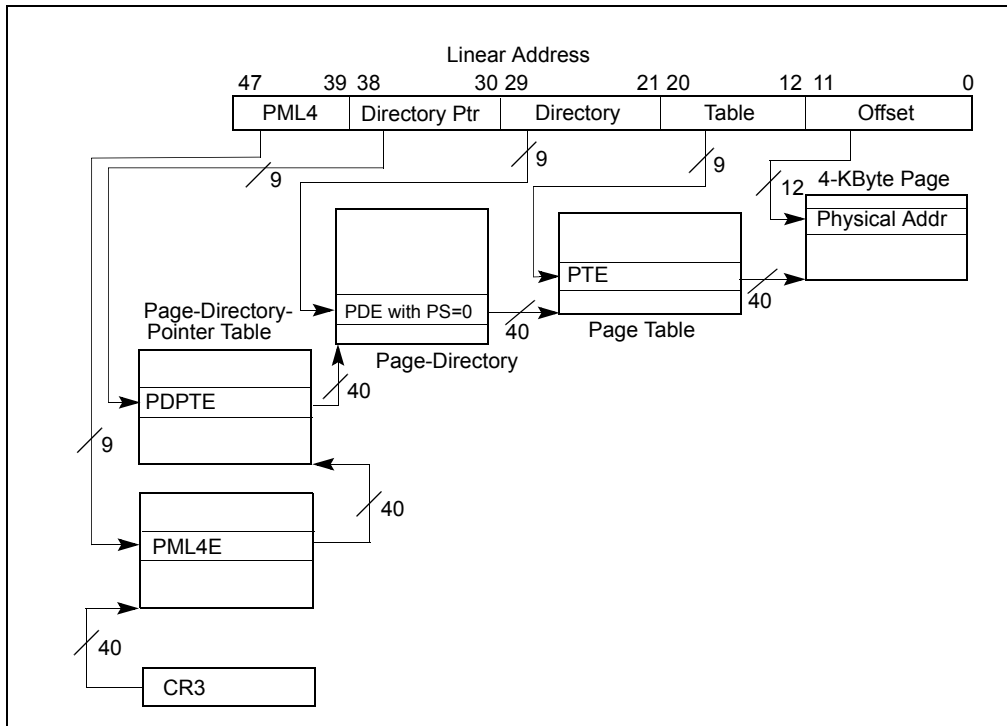 Linear Address
47 39 38 30 29 21 20 12 11 0
PML4 Directory Ptr Directory Table Offset
9 9 9 12 4-KByte Page
Physical Addr
PTE
40
Page-Directory-
Pointer Table
PDE with PS=0
40
Page Table
Page-Directory
40
PDPTE
9
40
PML4E
40
CR3